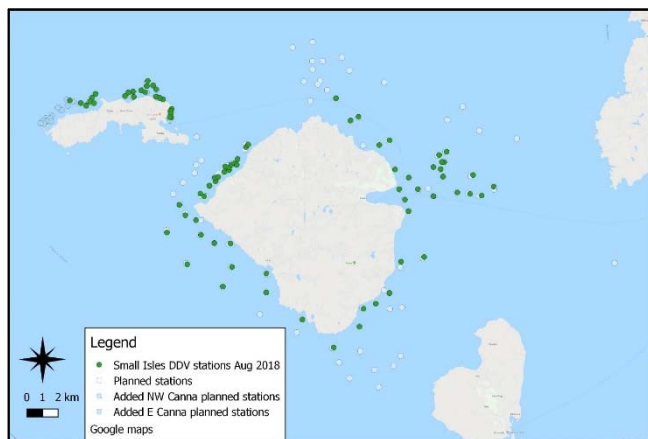 Legend
Small Isles DDV stations Aug 2018
Planned stations
Added NW Canna planned stations
Added E Canna planned stations
Google maps
0 1 2 km